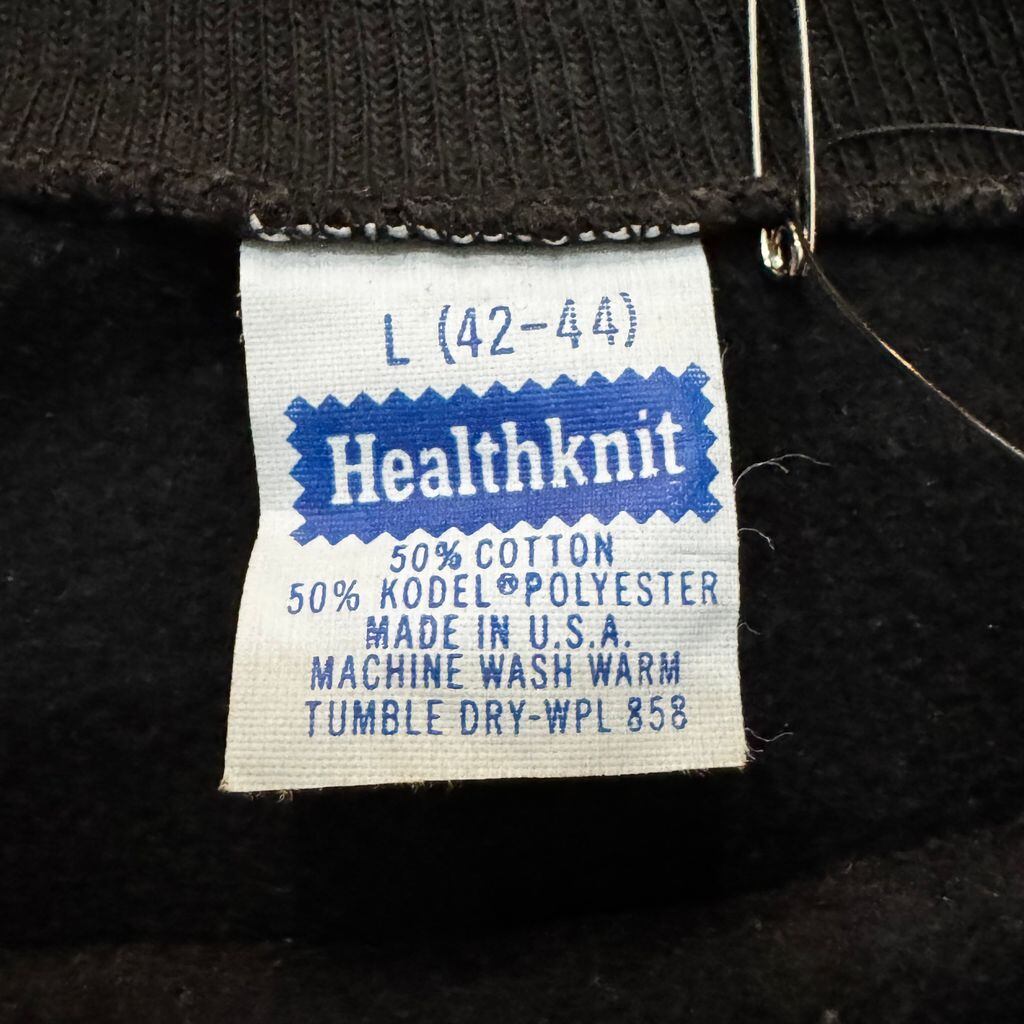 L (42-44)
Healthknit
50% COTTON
50% KODEL® POLYESTER
MADE IN U.S.A.
MACHINE WASH WARM
TUMBLE DRY-WPL 858